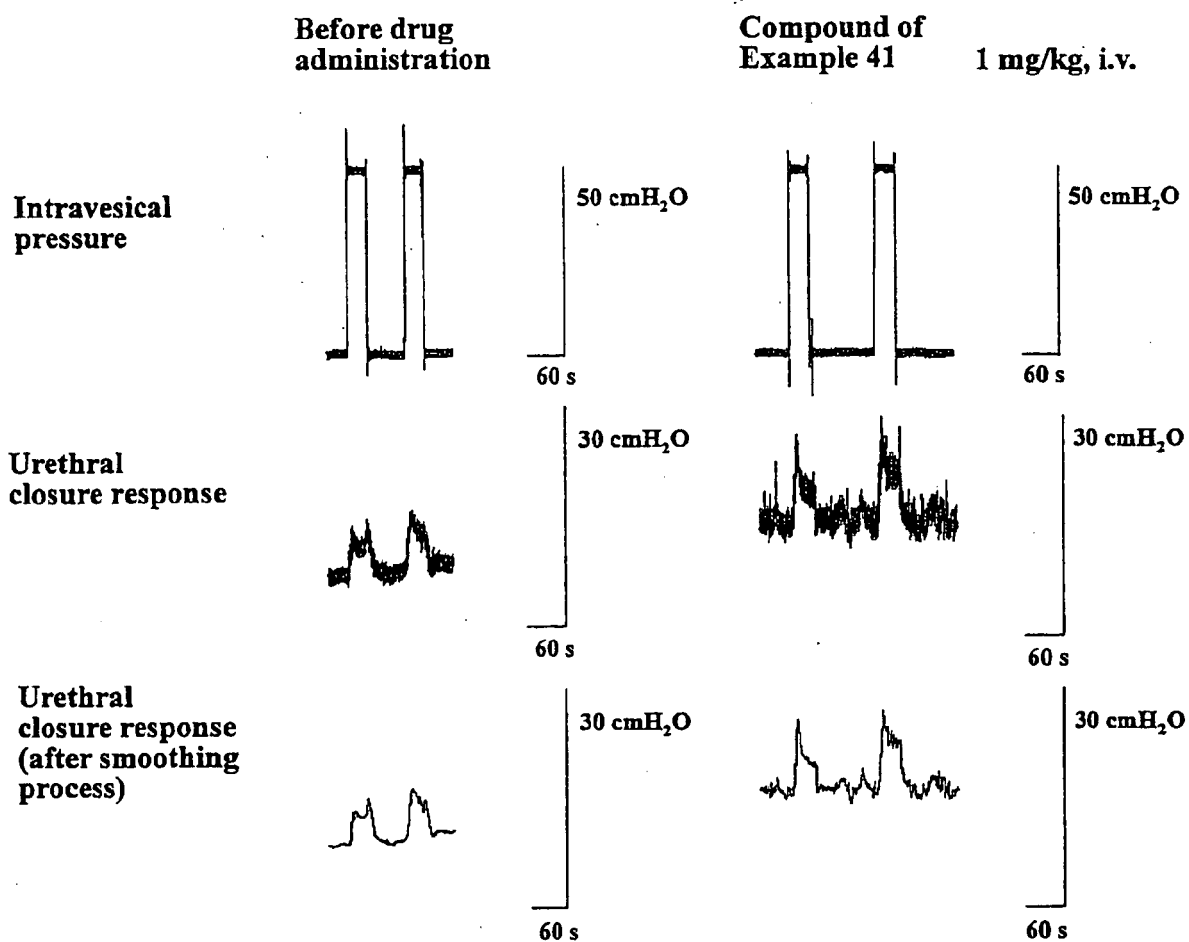 Before drug
administration
Compound of
Example 41 1 mg/kg, i.v.
Intravesical
pressure
50 cmH₂O
60 s
50 cmH₂O
60 s
Urethral
closure response
30 cmH₂O
60 s
30 cmH₂O
60 s
Urethral
closure response
(after smoothing
process)
30 cmH₂O
60 s
30 cmH₂O
60 s